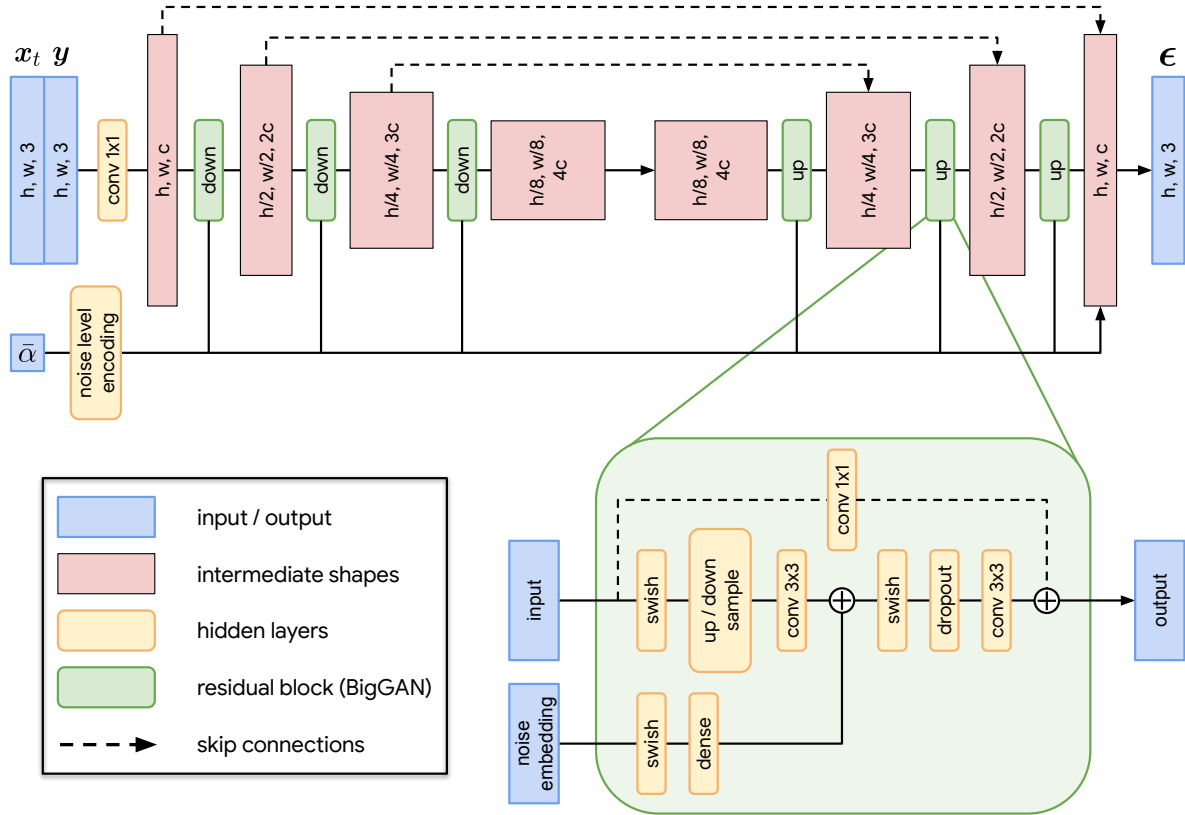 xₜ y
h, w, 3
h, w, 3
conv 1x1
h, w, c
down
h/2, w/2, 2c
down
h/4, w/4, 3c
down
h/8, w/8,
4c
h/8, w/8,
4c
up
h/4, w/4, 3c
up
h/2, w/2, 2c
up
h, w, c
ϵ
h, w, 3
ᾱ
noise level
encoding
input / output
intermediate shapes
hidden layers
residual block (BigGAN)
skip connections
conv 1x1
input
swish
up / down
sample
conv 3x3
+
swish
dropout
conv 3x3
+
output
noise
embedding
swish
dense